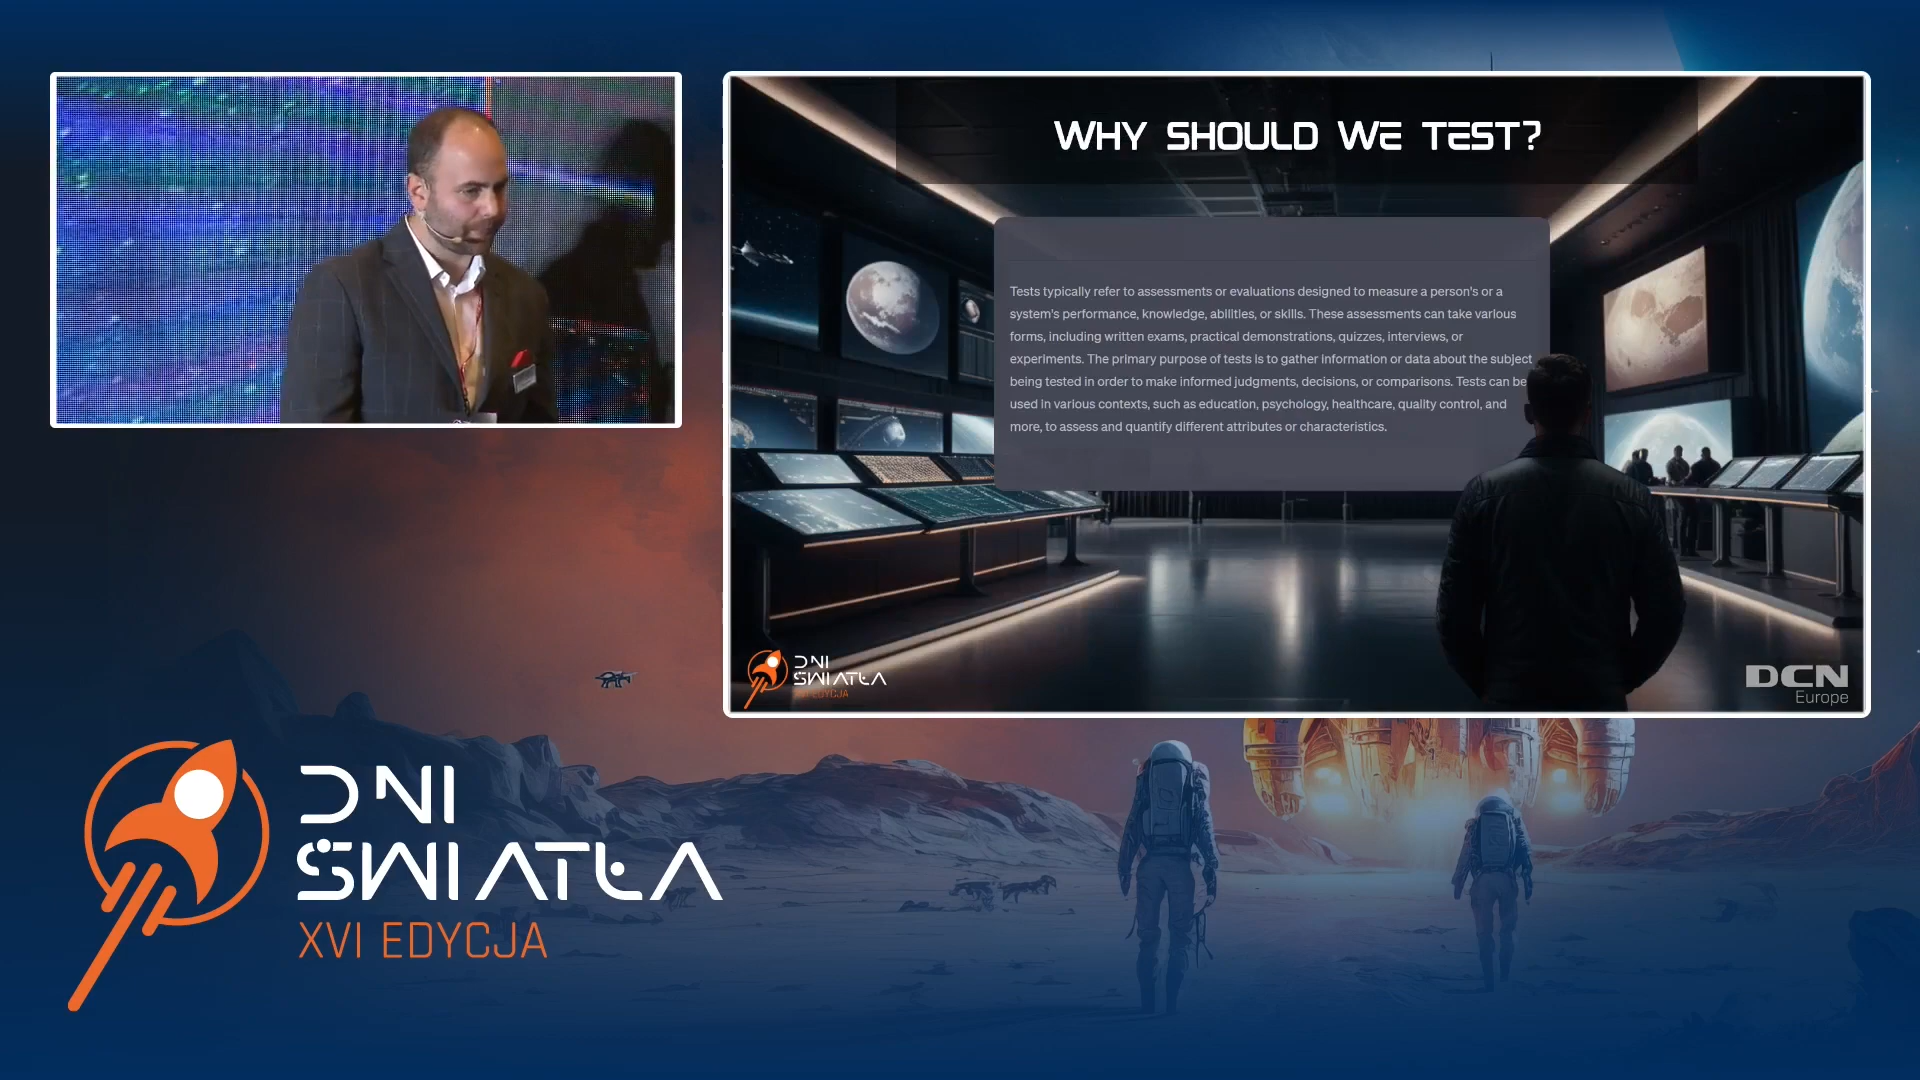 WHY SHOULD WE TEST?
Tests typically refer to assessments or evaluations designed to measure a person's or a
system's performance, knowledge, abilities, or skills. These assessments can take various
forms, including written exams, practical demonstrations, quizzes, interviews, or
experiments. The primary purpose of tests is to gather information or data about the subject
being tested in order to make informed judgments, decisions, or comparisons. Tests can be
used in various contexts, such as education, psychology, healthcare, quality control, and
more, to assess and quantify different attributes or characteristics.
DNI
ŚWIATŁA
XVI EDYCJA
DCN
Europe
DNI
ŚWIATŁA
XVI EDYCJA